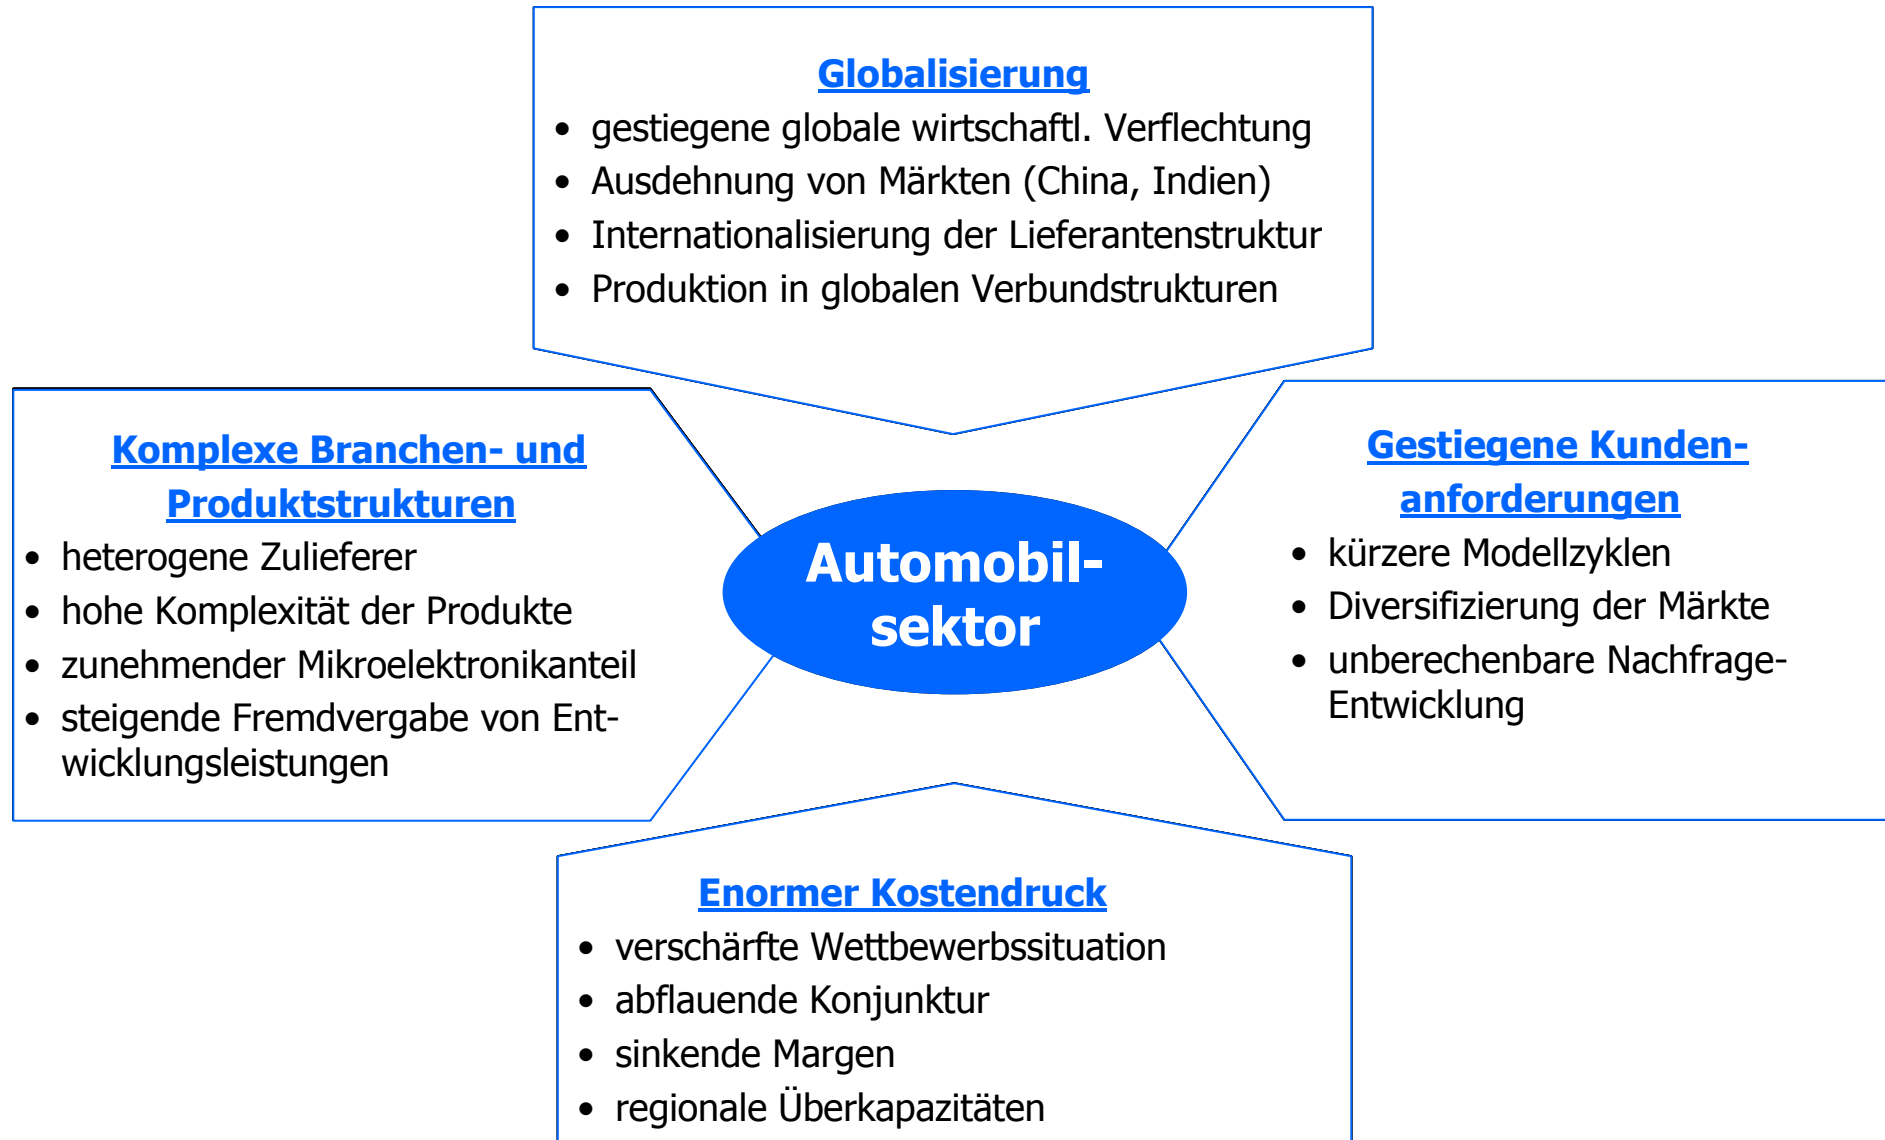 Globalisierung
• gestiegene globale wirtschaftl. Verflechtung
• Ausdehnung von Märkten (China, Indien)
• Internationalisierung der Lieferantenstruktur
• Produktion in globalen Verbundstrukturen
Komplexe Branchen- und
Produktstrukturen
• heterogene Zulieferer
• hohe Komplexität der Produkte
• zunehmender Mikroelektronikanteil
• steigende Fremdvergabe von Ent-
wicklungsleistungen
Automobil-
sektor
Gestiegene Kunden-
anforderungen
• kürzere Modellzyklen
• Diversifizierung der Märkte
• unberechenbare Nachfrage-
Entwicklung
Enormer Kostendruck
• verschärfte Wettbewerbssituation
• abflauende Konjunktur
• sinkende Margen
• regionale Überkapazitäten